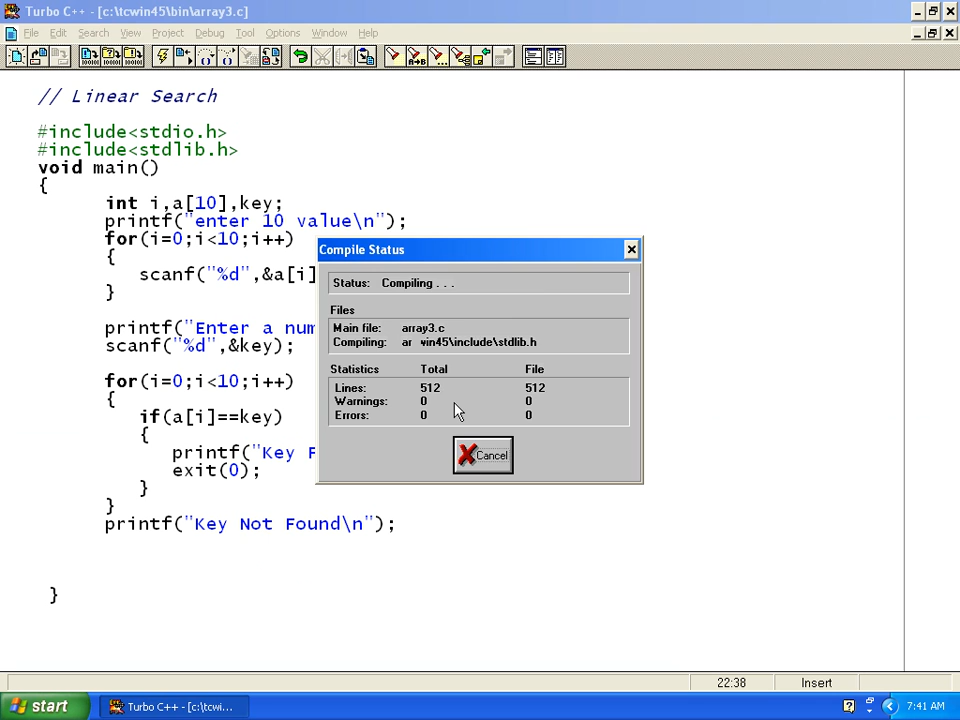 Turbo C++ - [c:\tcwin45\bin\array3.c]
File Edit Search View Project Debug Tool Options Window Help
// Linear Search
#include<stdio.h>
#include<stdlib.h>
void main()
{
int i,a[10],key;
printf("enter 10 value\n");
for(i=0;i<10;i++)
{
scanf("%d",&a[i]
}
printf("Enter a num
scanf("%d",&key);
for(i=0;i<10;i++)
{
if(a[i]==key)
{
printf("Key F
exit(0);
}
}
printf("Key Not Found\n");
}
Compile Status
Status: Compiling . . .
Files
Main file: array3.c
Compiling: ar win45\include\stdlib.h
Statistics Total File
Lines: 512 512
Warnings: 0 0
Errors: 0 0
Cancel
22:38 Insert
start Turbo C++ - [c:\tcwi... 7:41 AM